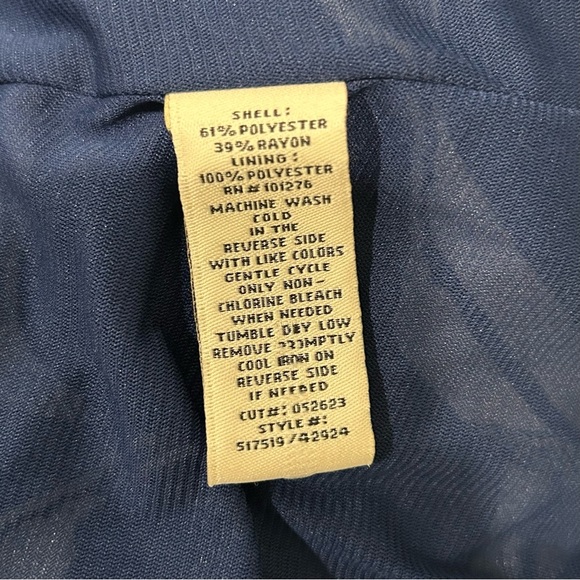 SHELL:
61% POLYESTER
39% RAYON
LINING:
100% POLYESTER
RN# 101276
MACHINE WASH
COLD
IN THE
REVERSE SIDE
WITH LIKE COLORS
GENTLE CYCLE
ONLY NON-
CHLORINE BLEACH
WHEN NEEDED
TUMBLE DRY LOW
REMOVE PROMPTLY
COOL IRON ON
REVERSE SIDE
IF NEEDED
CUT#: 052623
STYLE#:
517519/42924